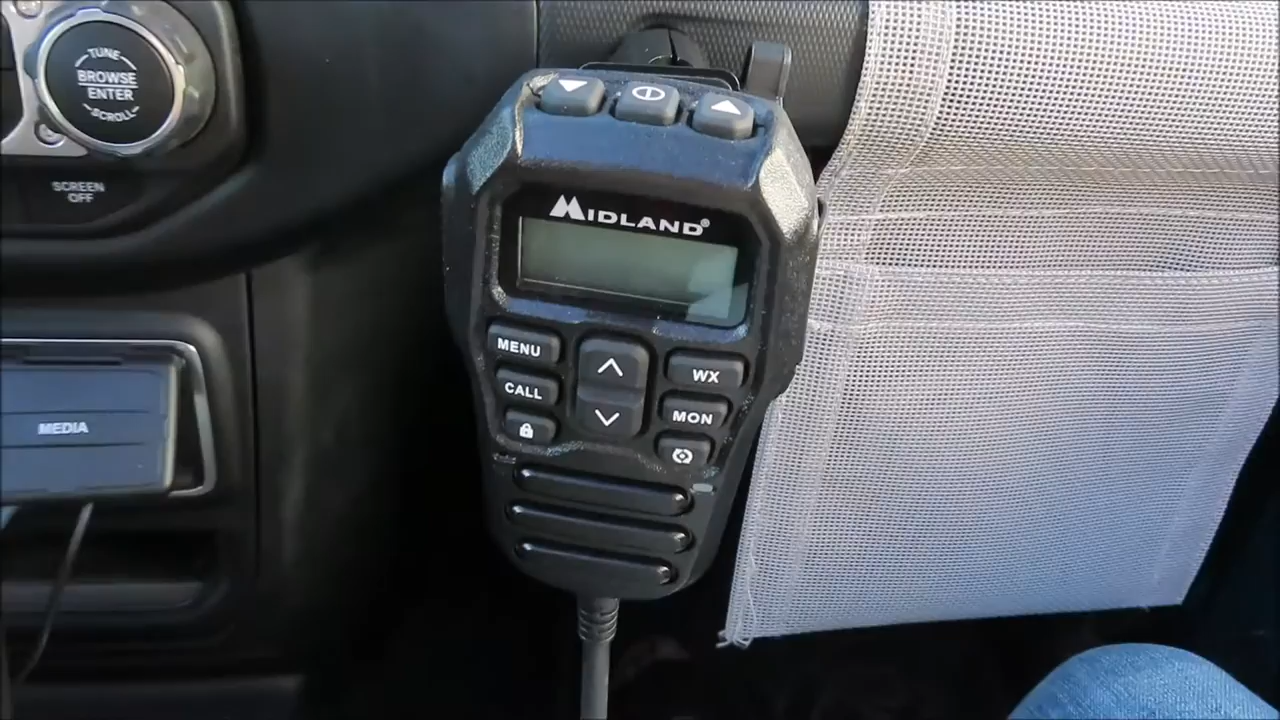 TUNE
BROWSE
ENTER
SCROLL
SCREEN
OFF
MEDIA
MIDLAND®
MENU
WX
CALL
MON